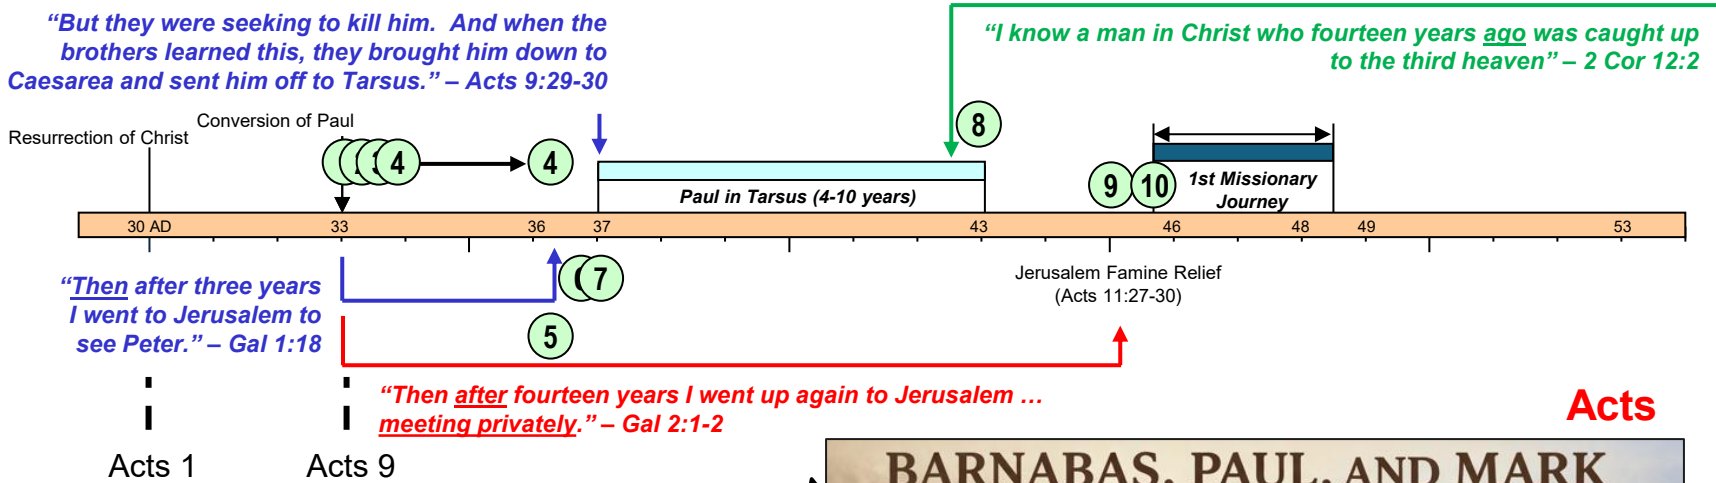 “But they were seeking to kill him.  And when the
brothers learned this, they brought him down to
Caesarea and sent him off to Tarsus.” – Acts 9:29-30
“I know a man in Christ who fourteen years ago was caught up
to the third heaven” – 2 Cor 12:2
Resurrection of Christ
Conversion of Paul
4
4
8
9
10
Paul in Tarsus (4-10 years)
1st Missionary
Journey
30 AD
33
36
37
43
46
48
49
53
“Then after three years
I went to Jerusalem to
see Peter.” – Gal 1:18
7
5
Jerusalem Famine Relief
(Acts 11:27-30)
“Then after fourteen years I went up again to Jerusalem …
meeting privately.” – Gal 2:1-2
Acts
Acts 1
Acts 9
BARNABAS, PAUL, AND MARK